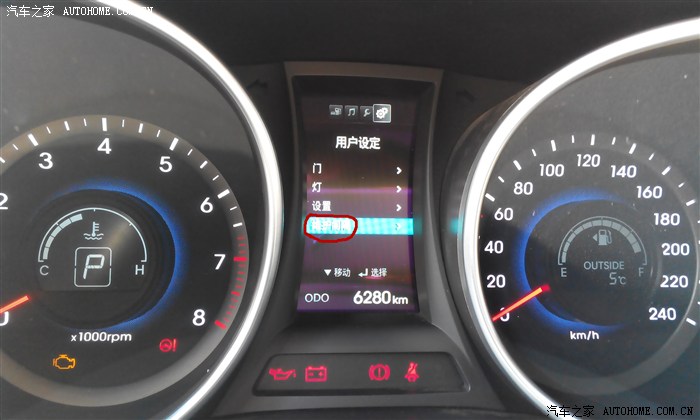 汽车之家 AUTOHOME.COM.CN
用户设定
门
灯
设置
▼移动 选择
ODO 6280km
2 3 4 5 6 7 8
C H
P
x1000rpm
0 20 40 60 80 100 120 140 160 180 200 220 240
E F
OUTSIDE
5℃
km/h
汽车之家 AUTOHOME.COM.CN